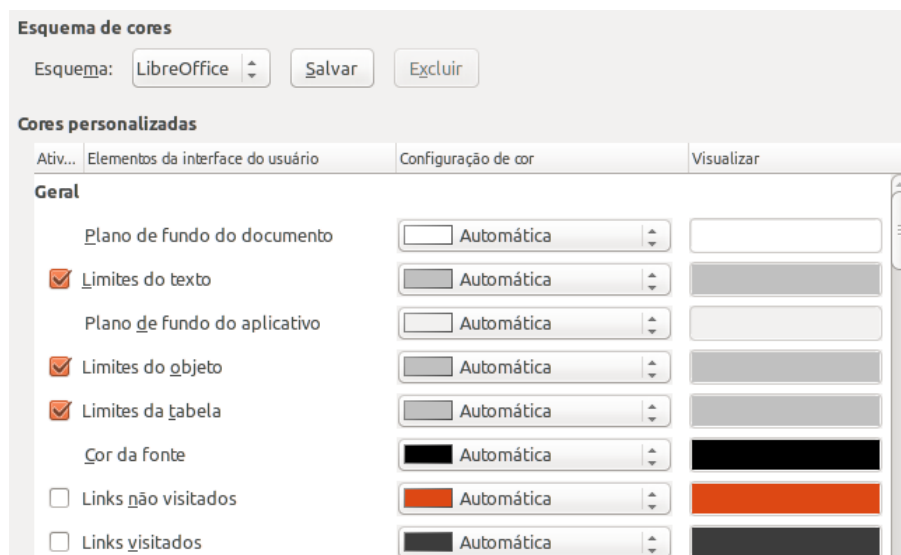 Esquema de cores
Esquema: LibreOffice Salvar Excluir
Cores personalizadas
Ativ... Elementos da interface do usuário Configuração de cor Visualizar
Geral
Plano de fundo do documento Automática
Limites do texto Automática
Plano de fundo do aplicativo Automática
Limites do objeto Automática
Limites da tabela Automática
Cor da fonte Automática
Links não visitados Automática
Links visitados Automática